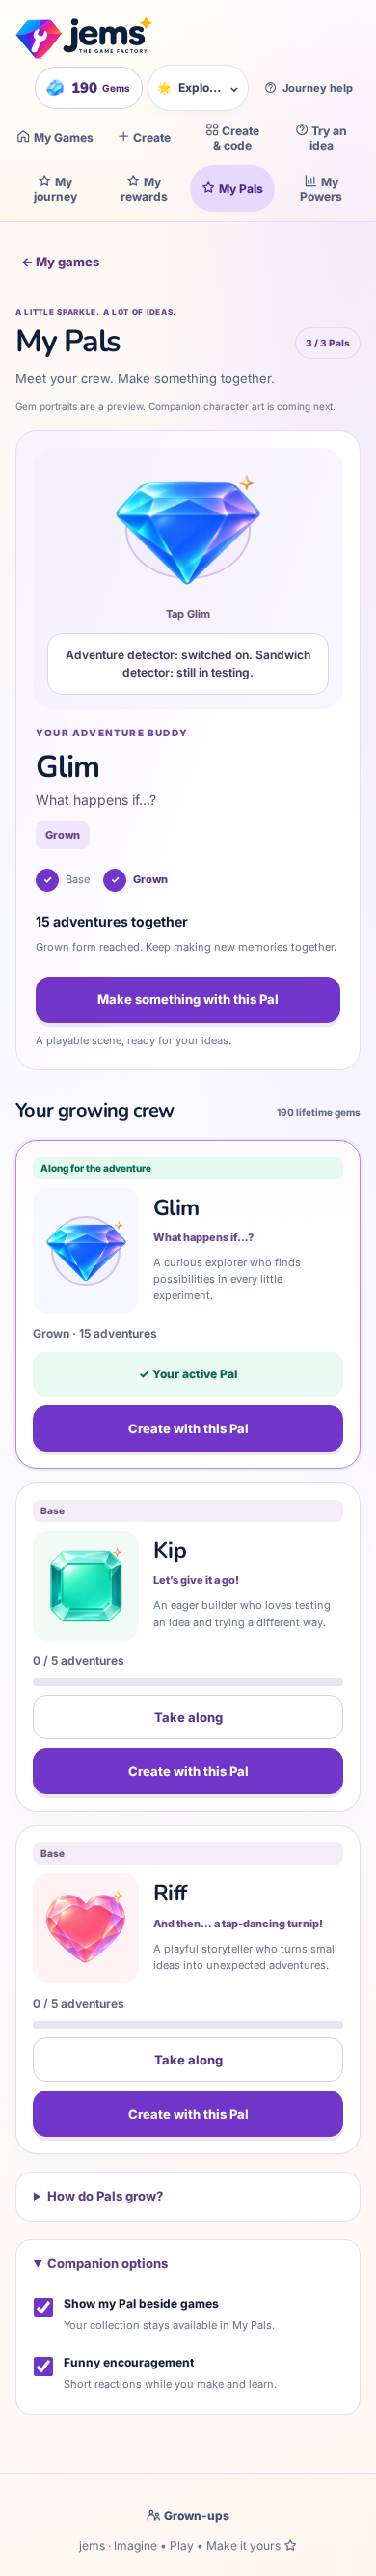 jems
THE GAME FACTORY
190 Gems
Explo...
Journey help
My Games
Create
Create
& code
Try an
idea
My
journey
My
rewards
My Pals
My
Powers
← My games
A LITTLE SPARKLE. A LOT OF IDEAS.
My Pals
3 / 3 Pals
Meet your crew. Make something together.
Gem portraits are a preview. Companion character art is coming next.
Tap Glim
Adventure detector: switched on. Sandwich
detector: still in testing.
YOUR ADVENTURE BUDDY
Glim
What happens if...?
Grown
Base
Grown
15 adventures together
Grown form reached. Keep making new memories together.
Make something with this Pal
A playable scene, ready for your ideas.
Your growing crew
190 lifetime gems
Along for the adventure
Glim
What happens if...?
A curious explorer who finds
possibilities in every little
experiment.
Grown · 15 adventures
✓ Your active Pal
Create with this Pal
Base
Kip
Let's give it a go!
An eager builder who loves testing
an idea and trying a different way.
0 / 5 adventures
Take along
Create with this Pal
Base
Riff
And then... a tap-dancing turnip!
A playful storyteller who turns small
ideas into unexpected adventures.
0 / 5 adventures
Take along
Create with this Pal
▶ How do Pals grow?
▼ Companion options
Show my Pal beside games
Your collection stays available in My Pals.
Funny encouragement
Short reactions while you make and learn.
Grown-ups
jems · Imagine • Play • Make it yours